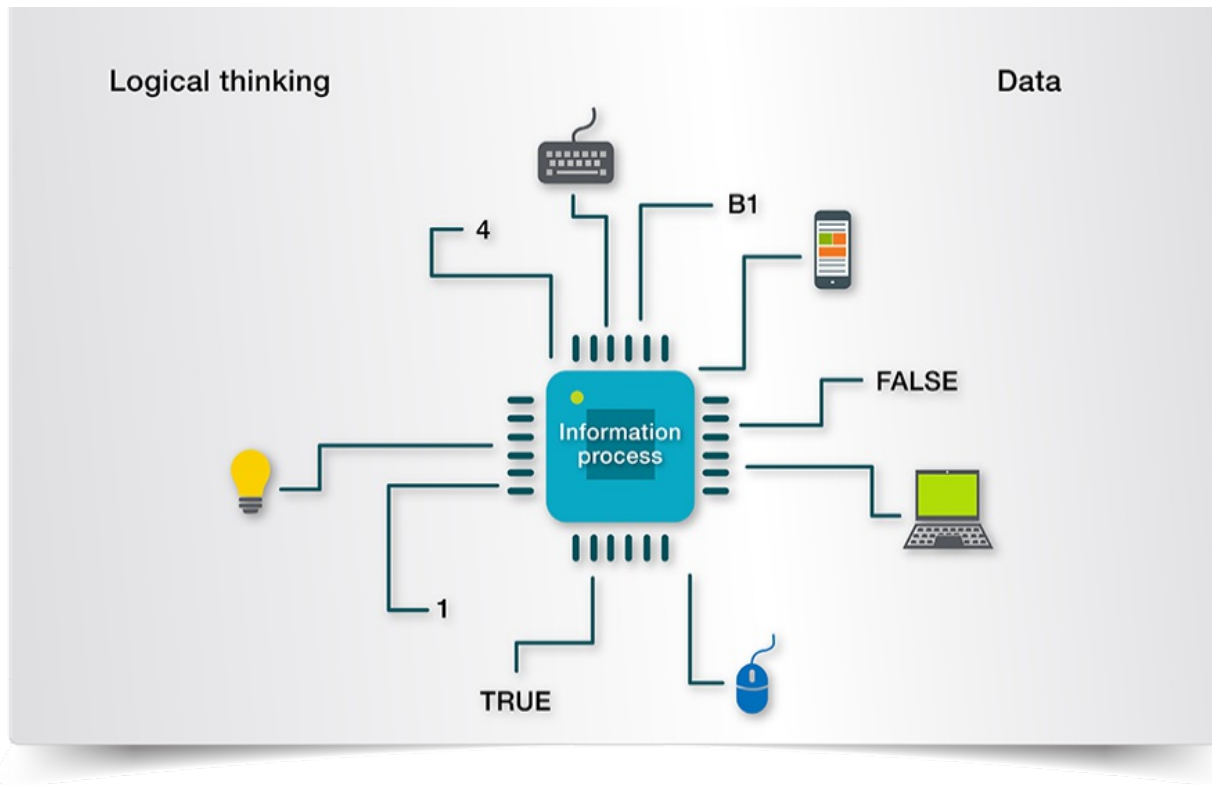 Logical thinking
Data
B1
4
FALSE
Information
process
1
TRUE